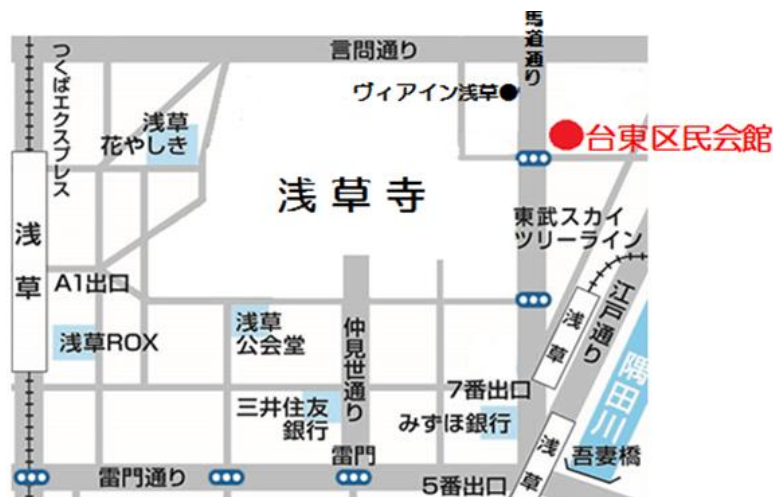 言問通り
馬道通り
つくばエクスプレス
ヴィアイン浅草
浅草
花やしき
台東区民会館
浅草寺
東武スカイ
ツリーライン
浅草
A1出口
江戸通り
浅草ROX
浅草
公会堂
仲見世通り
浅草
隅田川
7番出口
三井住友
銀行
みずほ銀行
浅草
吾妻橋
雷門
雷門通り
5番出口